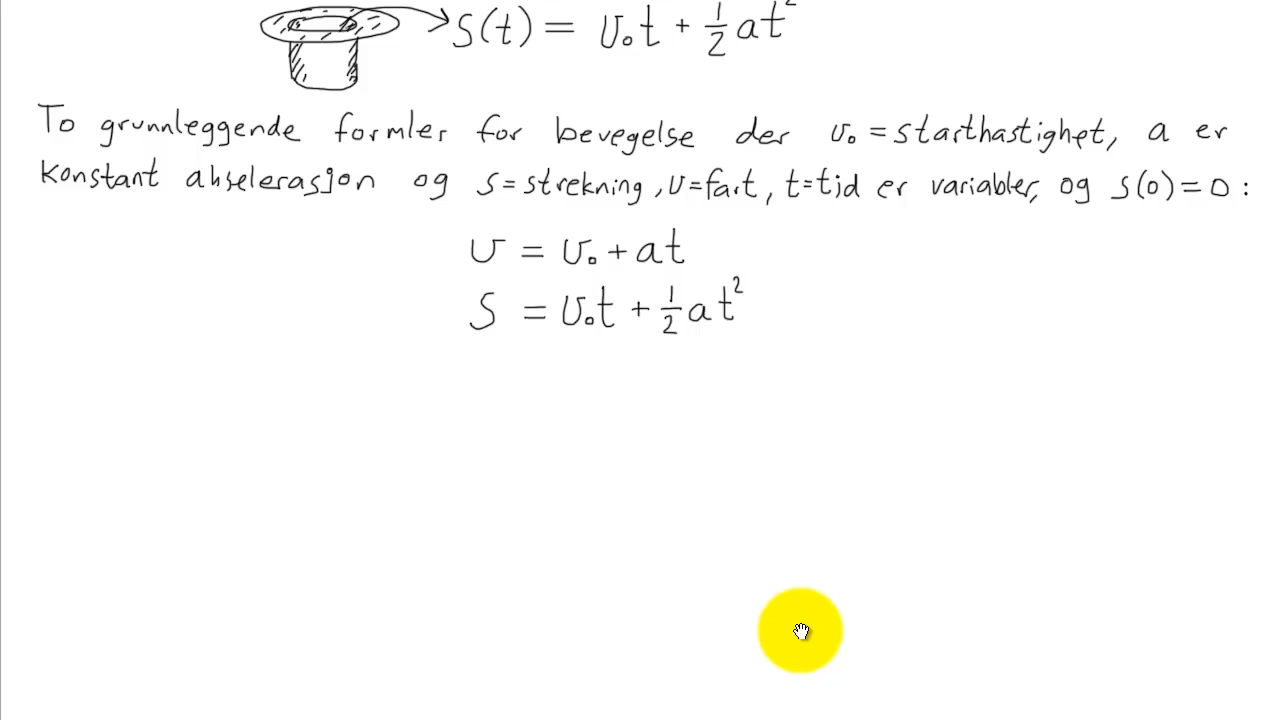 S(t) = v₀t + ½at²
To grunnleggende formler for bevegelse der v₀ = starthastighet, a er
konstant akselerasjon og s = strekning, v = fart, t = tid er variabler, og s(0) = 0 :
v = v₀ + at
S = v₀t + ½at²